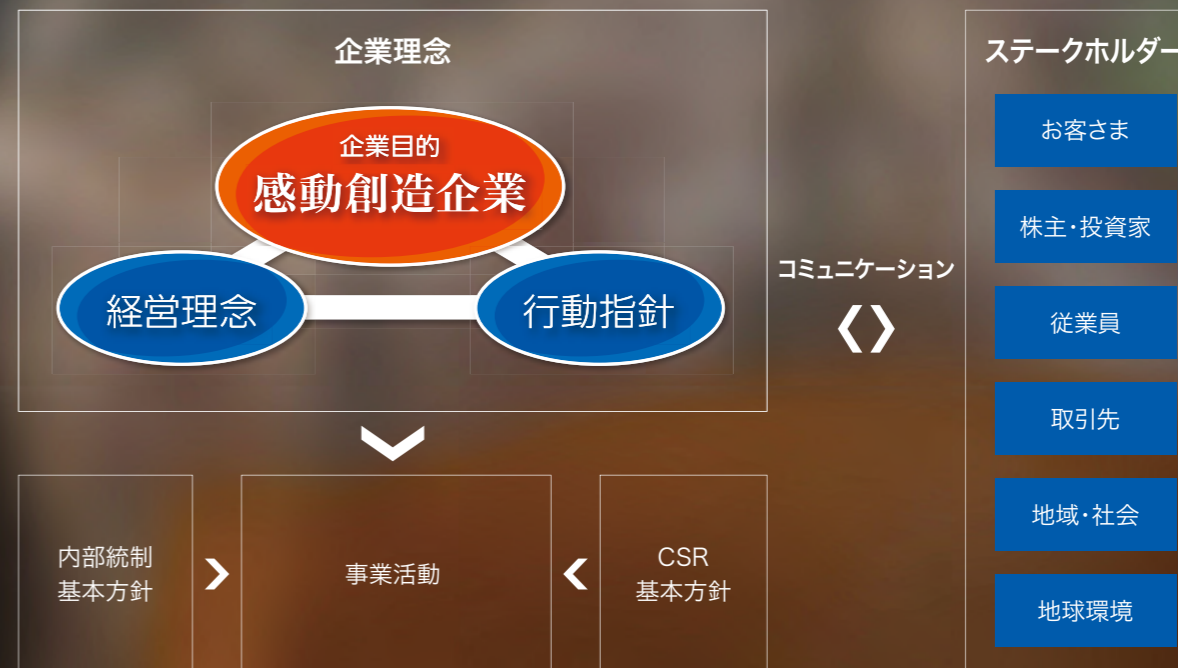 企業理念
企業目的
感動創造企業
経営理念
行動指針
コミュニケーション
内部統制
基本方針
事業活動
CSR
基本方針
ステークホルダー
お客さま
株主・投資家
従業員
取引先
地域・社会
地球環境